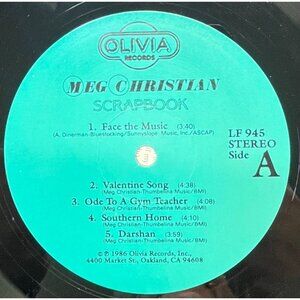 OLIVIA
RECORDS
MEG CHRISTIAN
SCRAPBOOK
1. Face the Music (3:40)
(A. Dinerman-Bluestocking/Sunnyslope Music, Inc./ASCAP)
LF 945
STEREO
Side A
2. Valentine Song (4:38)
(Meg Christian-Thumbelina Music/BMI)
3. Ode To A Gym Teacher (4:08)
(Meg Christian-Thumbelina Music/BMI)
4. Southern Home (4:10)
(Meg Christian-Thumbelina Music/BMI)
5. Darshan (3:59)
(Meg Christian-Thumbelina Music/BMI)
© ℗ 1986 Olivia Records, Inc.,
4400 Market St., Oakland, CA 94608